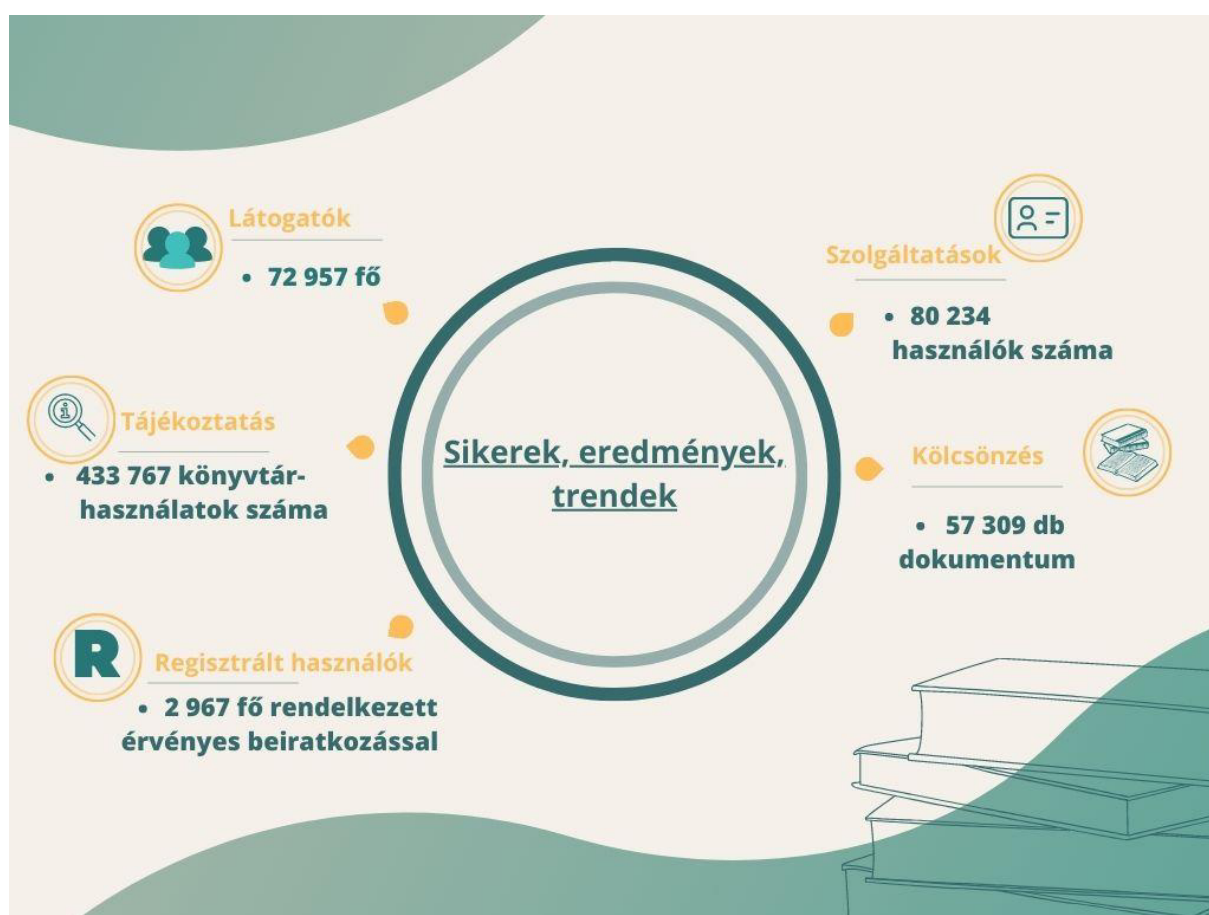 Látogatók
• 72 957 fő
Tájékoztatás
• 433 767 könyvtár-
használatok száma
R
Regisztrált használók
• 2 967 fő rendelkezett
érvényes beiratkozással
Sikerek, eredmények,
trendek
Szolgáltatások
• 80 234
használók száma
Kölcsönzés
• 57 309 db
dokumentum